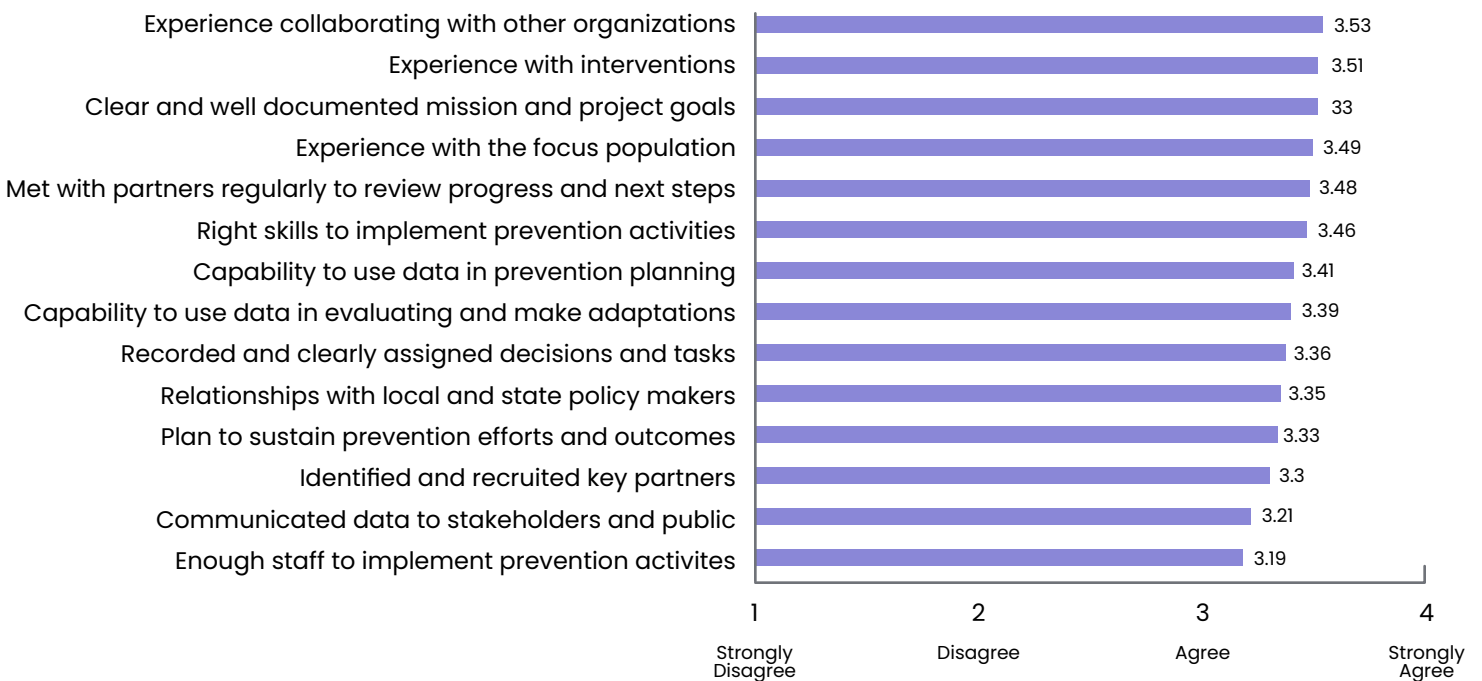 Experience collaborating with other organizations 3.53
Experience with interventions 3.51
Clear and well documented mission and project goals 33
Experience with the focus population 3.49
Met with partners regularly to review progress and next steps 3.48
Right skills to implement prevention activities 3.46
Capability to use data in prevention planning 3.41
Capability to use data in evaluating and make adaptations 3.39
Recorded and clearly assigned decisions and tasks 3.36
Relationships with local and state policy makers 3.35
Plan to sustain prevention efforts and outcomes 3.33
Identified and recruited key partners 3.3
Communicated data to stakeholders and public 3.21
Enough staff to implement prevention activites 3.19
1 2 3 4
Strongly Disagree Agree Strongly
Disagree Agree